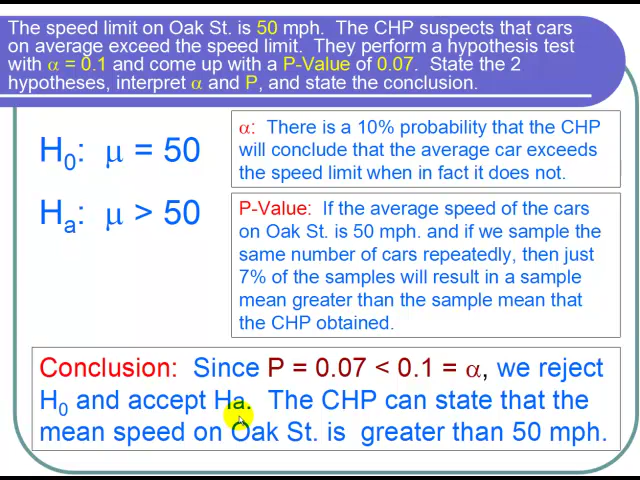 The speed limit on Oak St. is 50 mph.  The CHP suspects that cars
on average exceed the speed limit.  They perform a hypothesis test
with α = 0.1 and come up with a P-Value of 0.07.  State the 2
hypotheses, interpret α and P, and state the conclusion.
H₀:  μ = 50
Hₐ:  μ > 50
α:  There is a 10% probability that the CHP
will conclude that the average car exceeds
the speed limit when in fact it does not.
P-Value:  If the average speed of the cars
on Oak St. is 50 mph. and if we sample the
same number of cars repeatedly, then just
7% of the samples will result in a sample
mean greater than the sample mean that
the CHP obtained.
Conclusion:  Since P = 0.07 < 0.1 = α, we reject
H₀ and accept Ha.  The CHP can state that the
mean speed on Oak St. is  greater than 50 mph.